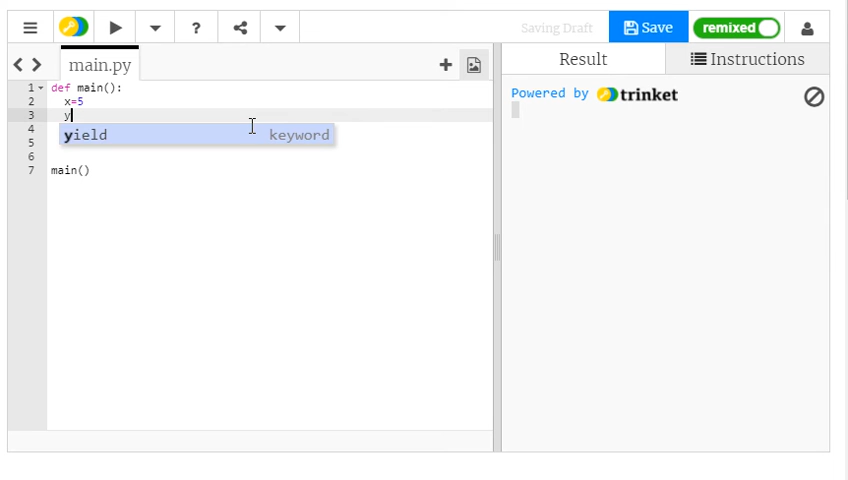 ? Saving Draft Save remixed
main.py Result Instructions
1 def main():
2 x=5
3 y
4 yield keyword
5
6
7 main()
Powered by trinket